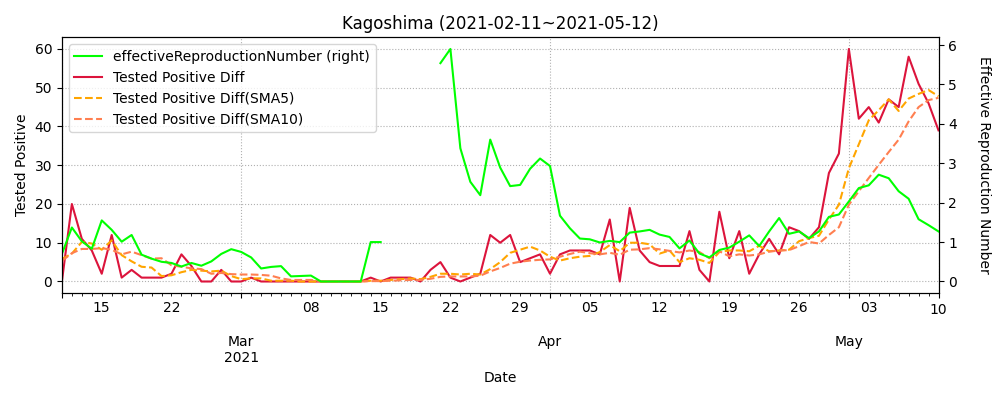 Kagoshima (2021-02-11~2021-05-12)
effectiveReproductionNumber (right)
Tested Positive Diff
Tested Positive Diff(SMA5)
Tested Positive Diff(SMA10)
Tested Positive
60
50
40
30
20
10
0
Effective Reproduction Number
6
5
4
3
2
1
0
15 22 08 15 22 29 05 12 19 26 03 10
Mar Apr May
2021
Date